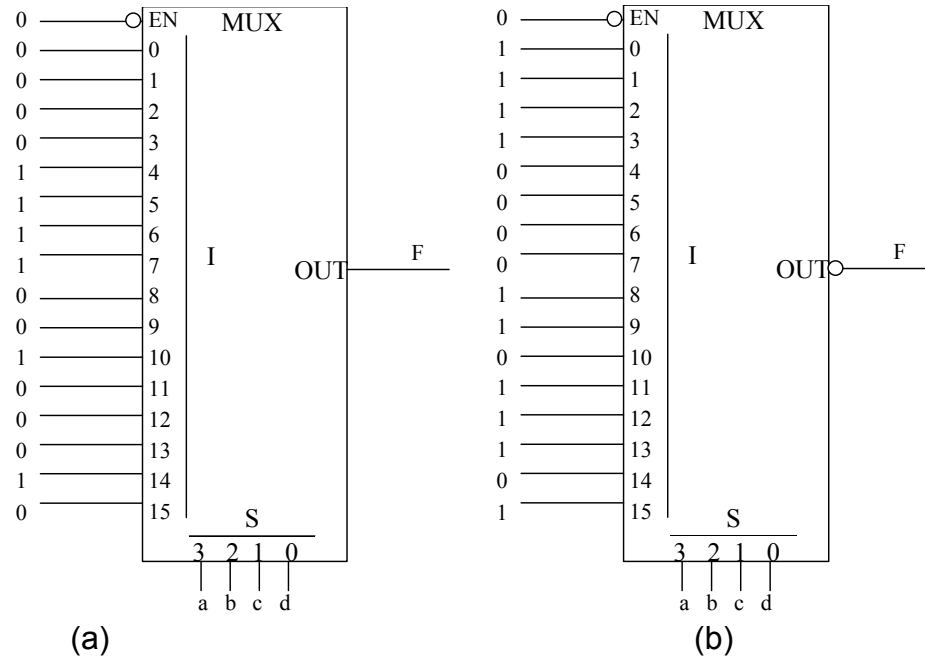 0 EN MUX
0 0
0 1
0 2
0 3
1 4
1 5
1 6
1 7
I
OUT F
0 8
0 9
1 10
0 11
0 12
0 13
1 14
0 15
S
3 2 1 0
a b c d
(a)
0 EN MUX
1 0
1 1
1 2
1 3
0 4
0 5
0 6
0 7
I
OUT F
1 8
1 9
0 10
1 11
1 12
1 13
0 14
1 15
S
3 2 1 0
a b c d
(b)